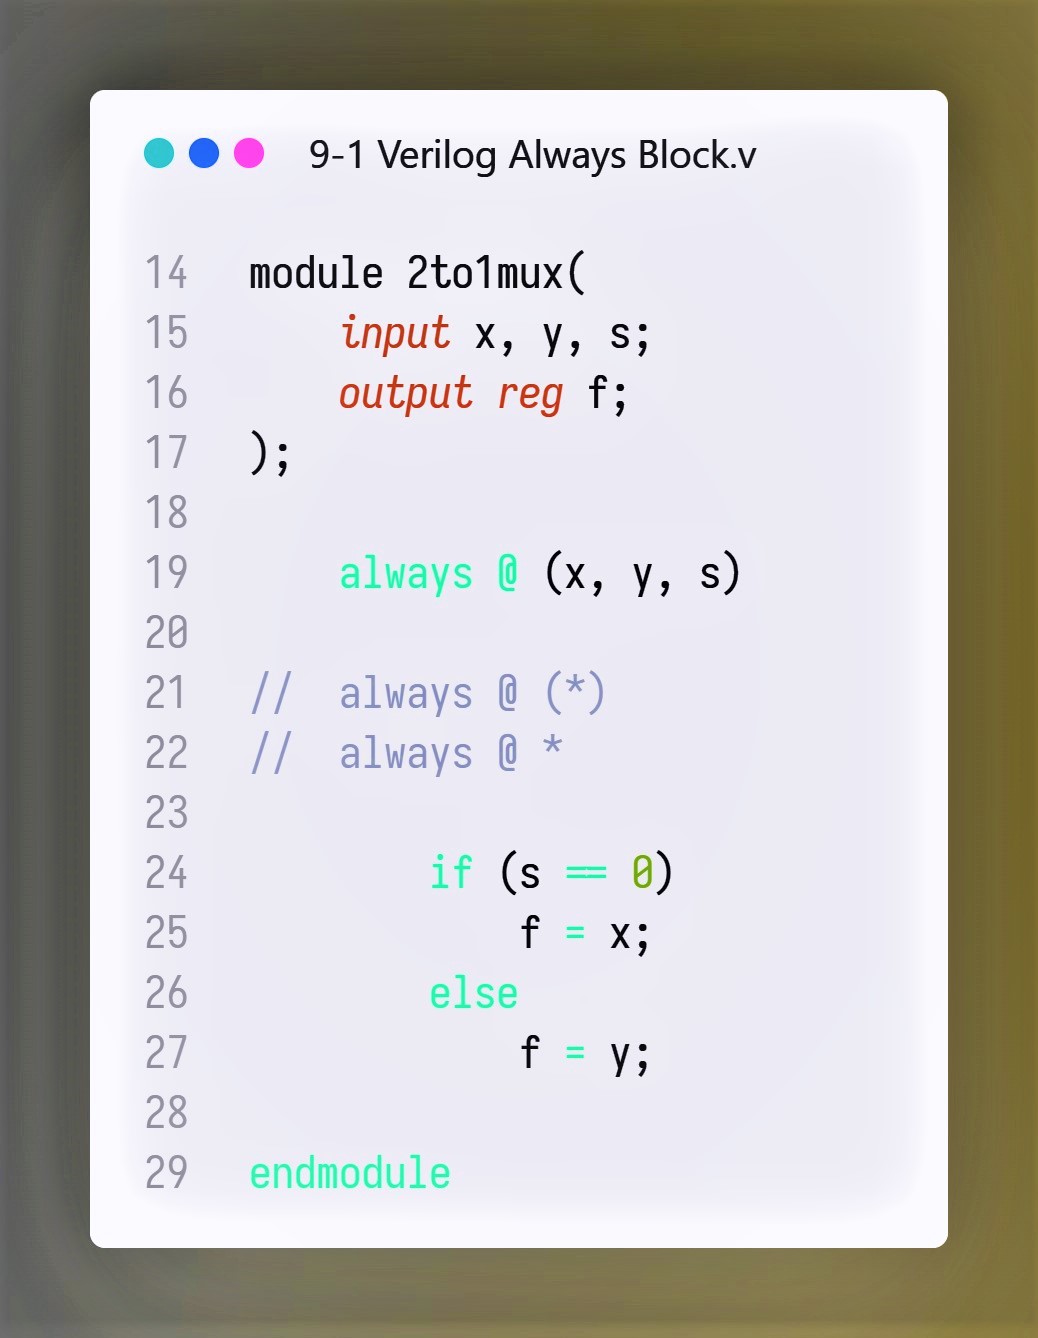 9-1 Verilog Always Block.v
14 module 2to1mux(
15 input x, y, s;
16 output reg f;
17 );
18
19 always @ (x, y, s)
20
21 // always @ (*)
22 // always @ *
23
24 if (s == 0)
25 f = x;
26 else
27 f = y;
28
29 endmodule